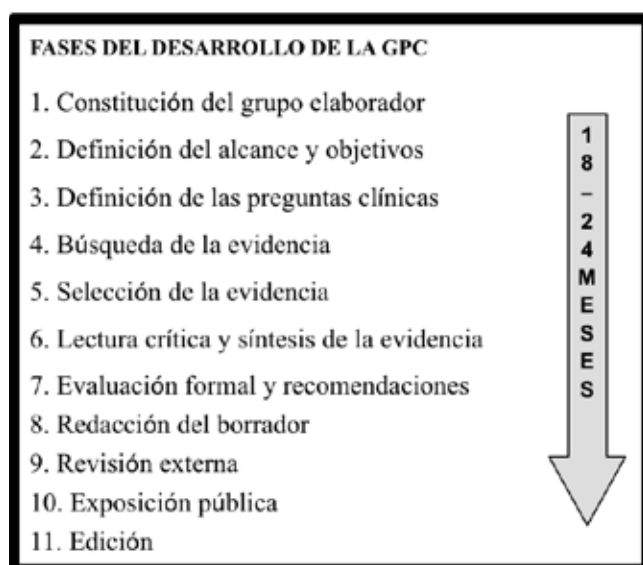 FASES DEL DESARROLLO DE LA GPC
1. Constitución del grupo elaborador
2. Definición del alcance y objetivos
3. Definición de las preguntas clínicas
4. Búsqueda de la evidencia
5. Selección de la evidencia
6. Lectura crítica y síntesis de la evidencia
7. Evaluación formal y recomendaciones
8. Redacción del borrador
9. Revisión externa
10. Exposición pública
11. Edición
18 – 24 MESES